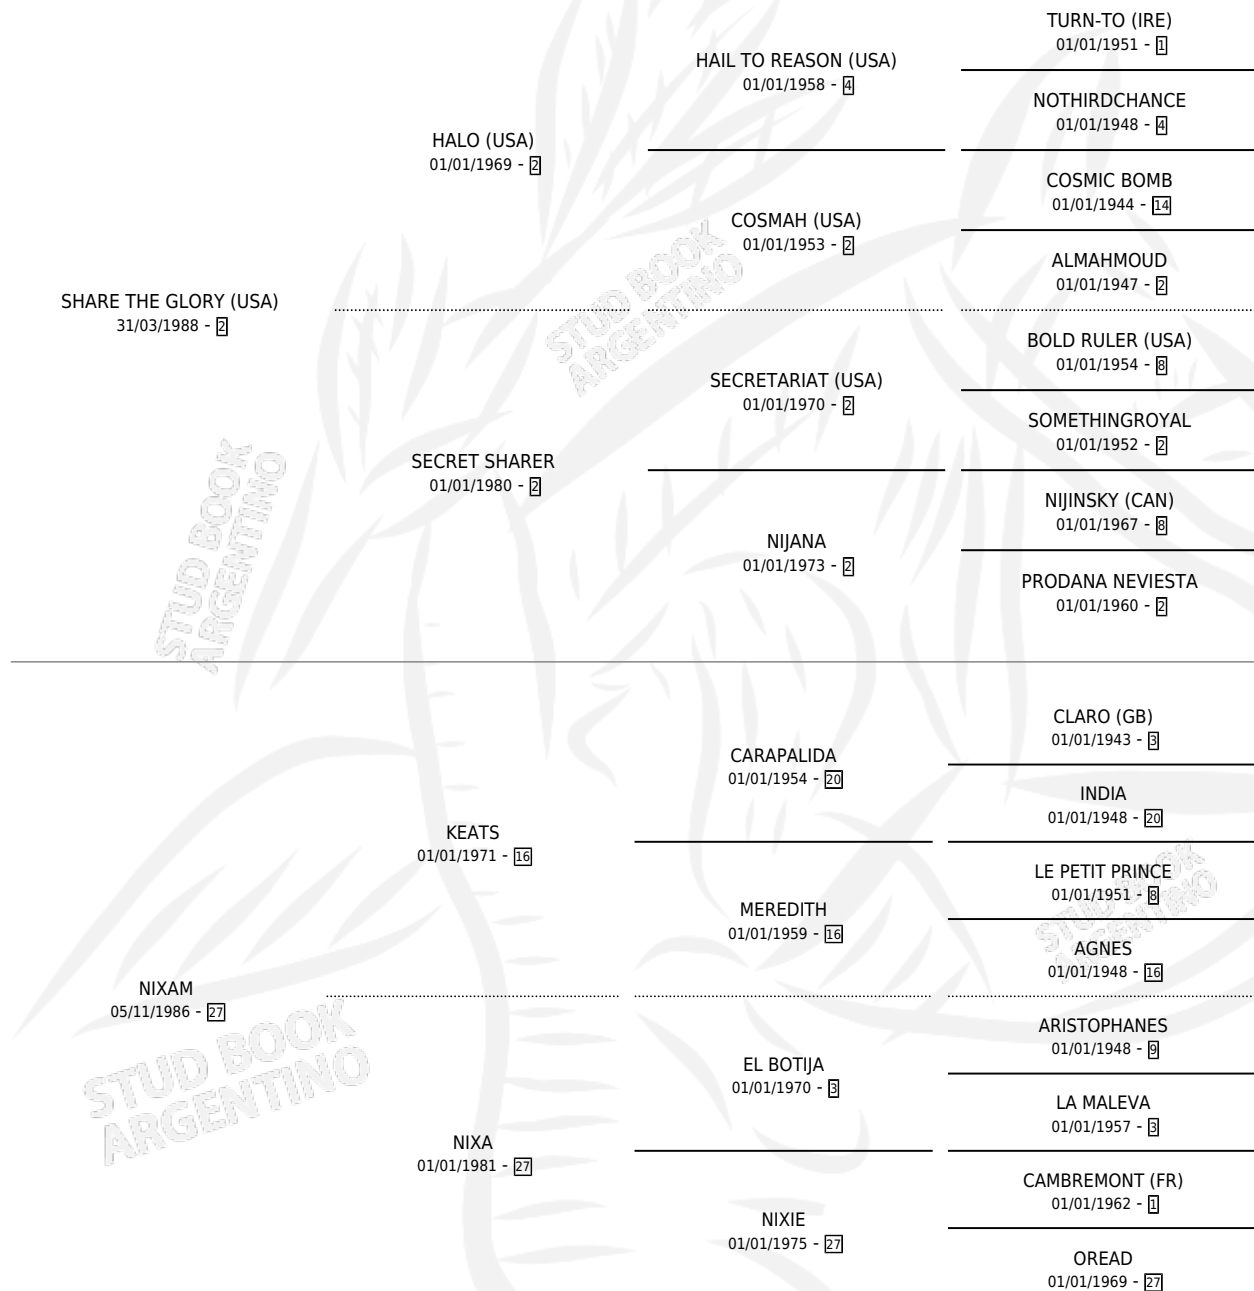 TURN-TO (IRE)
01/01/1951 - 1
HAIL TO REASON (USA)
01/01/1958 - 4
NOTHIRDCHANCE
01/01/1948 - 4
HALO (USA)
01/01/1969 - 2
COSMIC BOMB
01/01/1944 - 14
COSMAH (USA)
01/01/1953 - 2
ALMAHMOUD
01/01/1947 - 2
SHARE THE GLORY (USA)
31/03/1988 - 2
STUD BOOK
ARGENTINO
BOLD RULER (USA)
01/01/1954 - 8
SECRETARIAT (USA)
01/01/1970 - 2
SOMETHINGROYAL
01/01/1952 - 2
SECRET SHARER
01/01/1980 - 2
NIJINSKY (CAN)
01/01/1967 - 8
NIJANA
01/01/1973 - 2
PRODANA NEVIESTA
01/01/1960 - 2
STUD BOOK
ARGENTINO
CLARO (GB)
01/01/1943 - 3
CARAPALIDA
01/01/1954 - 20
INDIA
01/01/1948 - 20
KEATS
01/01/1971 - 16
LE PETIT PRINCE
01/01/1951 - 8
MEREDITH
01/01/1959 - 16
AGNES
01/01/1948 - 16
STUD BOOK
ARGENTINO
NIXAM
05/11/1986 - 27
STUD BOOK
ARGENTINO
ARISTOPHANES
01/01/1948 - 9
EL BOTIJA
01/01/1970 - 3
LA MALEVA
01/01/1957 - 3
NIXA
01/01/1981 - 27
CAMBREMONT (FR)
01/01/1962 - 1
NIXIE
01/01/1975 - 27
OREAD
01/01/1969 - 27